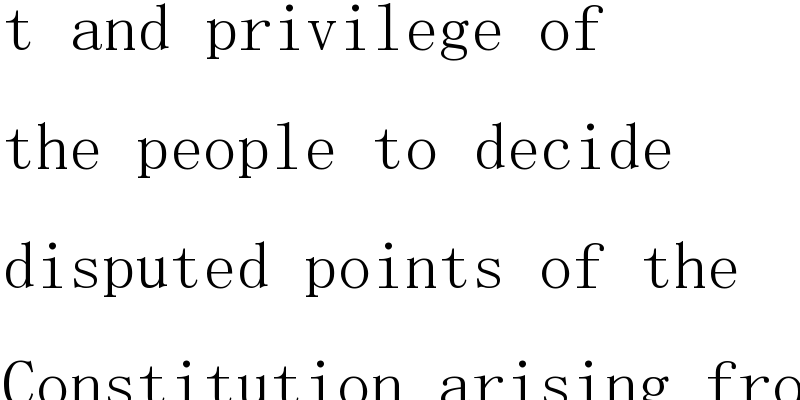 t and privilege of
the people to decide
disputed points of the
Constitution arising fro